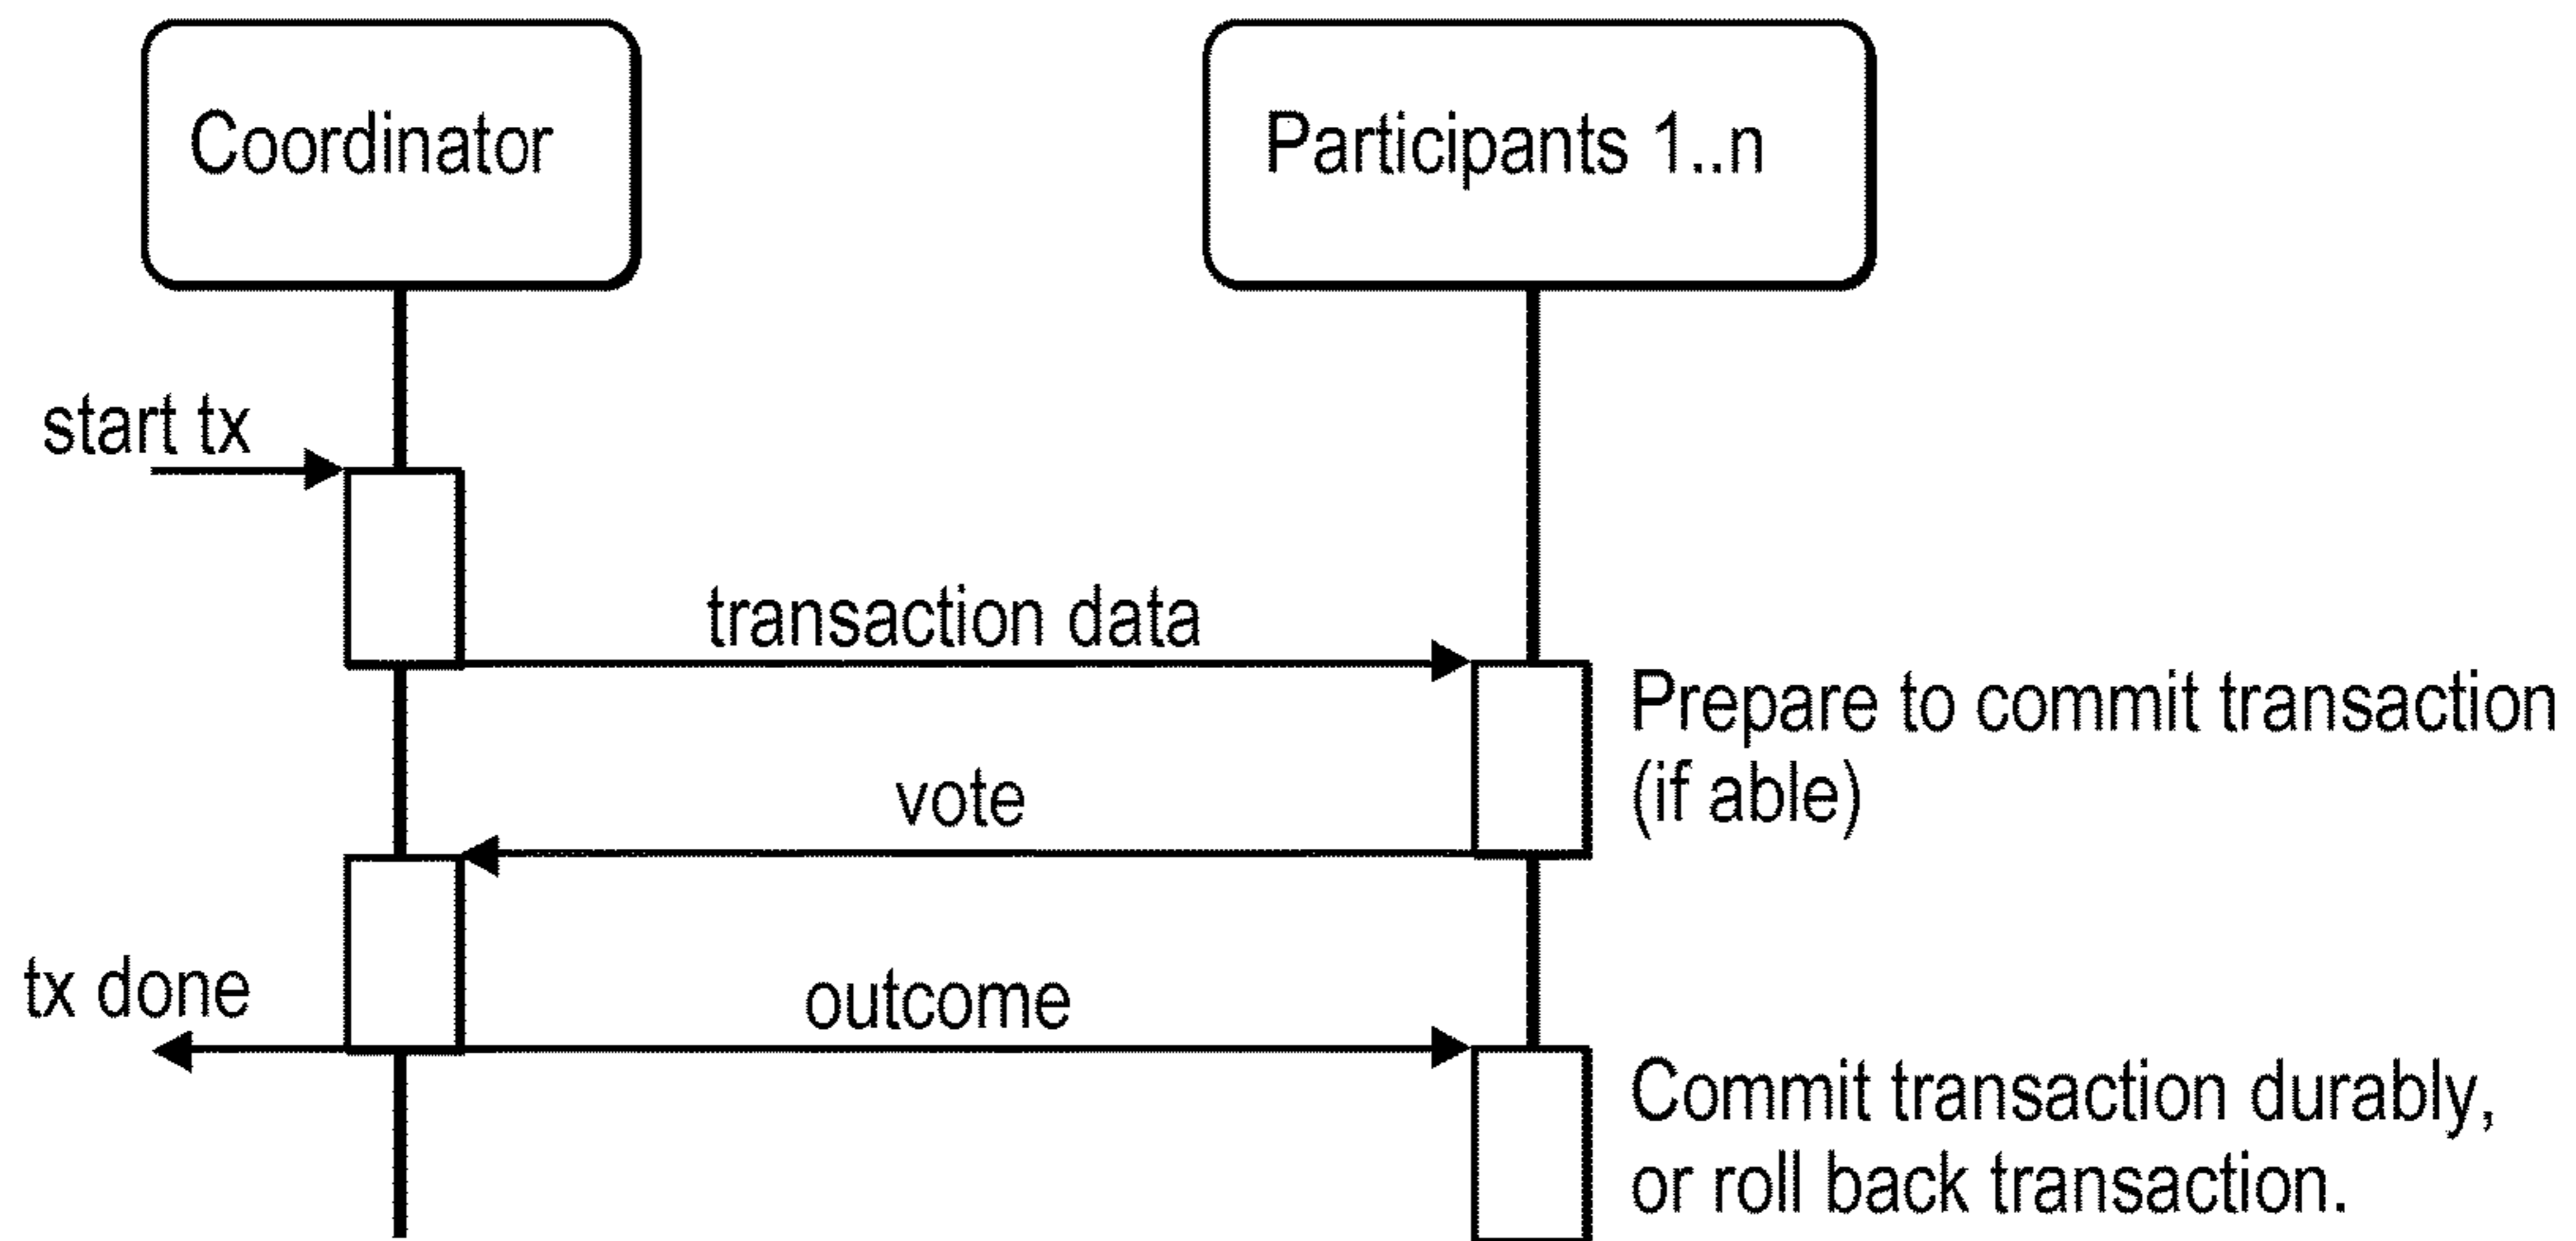 Coordinator
Participants 1..n
start tx
transaction data
Prepare to commit transaction
(if able)
vote
tx done
outcome
Commit transaction durably,
or roll back transaction.